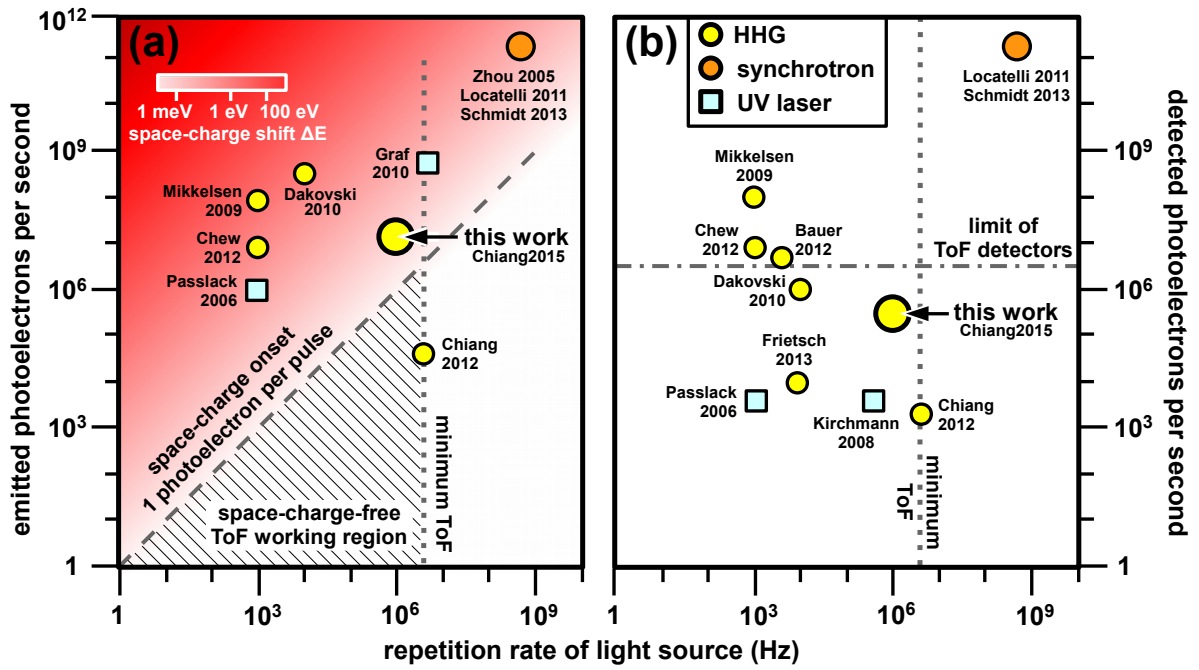 (a)
10¹²
10⁹
10⁶
10³
1
emitted photoelectrons per second
1 meV
1 eV
100 eV
space-charge shift ΔE
Zhou 2005
Locatelli 2011
Schmidt 2013
Graf
2010
Mikkelsen
2009
Dakovski
2010
Chew
2012
this work
Chiang2015
Passlack
2006
Chiang
2012
space-charge onset
1 photoelectron per pulse
space-charge-free
ToF working region
minimum ToF
1
10³
10⁶
10⁹
(b)
HHG
synchrotron
UV laser
Locatelli 2011
Schmidt 2013
Mikkelsen
2009
Chew
2012
Bauer
2012
limit of
ToF detectors
Dakovski
2010
this work
Chiang2015
Frietsch
2013
Passlack
2006
Kirchmann
2008
Chiang
2012
minimum
ToF
10⁹
10⁶
10³
1
detected photoelectrons per second
1
10³
10⁶
10⁹
repetition rate of light source (Hz)